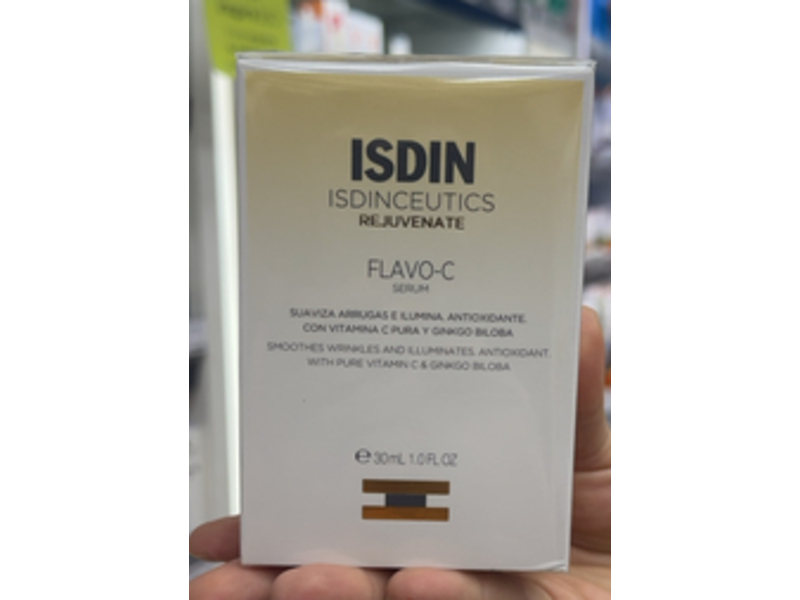 ISDIN
ISDINCEUTICS
REJUVENATE
FLAVO-C
SERUM
SUAVIZA ARRUGAS E ILUMINA. ANTIOXIDANTE.
CON VITAMINA C PURA Y GINKGO BILOBA
SMOOTHES WRINKLES AND ILLUMINATES. ANTIOXIDANT.
WITH PURE VITAMIN C & GINKGO BILOBA
℮ 30mL 1.0 FL OZ